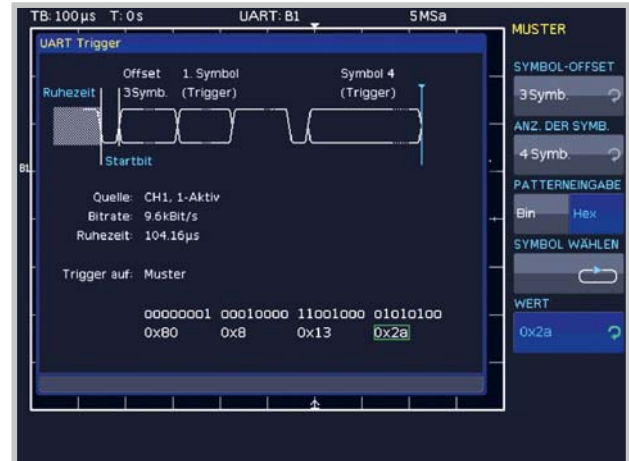 TB: 100µs T: 0s UART: B1 5MSa
MUSTER
UART Trigger
SYMBOL-OFFSET
3Symb.
ANZ. DER SYMB.
4 Symb.
PATTERNEINGABE
Bin Hex
SYMBOL WÄHLEN
WERT
0x2a
Offset 1. Symbol Symbol 4
Ruhezeit 3Symb. (Trigger) (Trigger)
Startbit
B1
Quelle: CH1, 1-Aktiv
Bitrate: 9.6kBit/s
Ruhezeit: 104.16µs
Trigger auf: Muster
00000001 00010000 11001000 01010100
0x80 0x8 0x13 0x2a